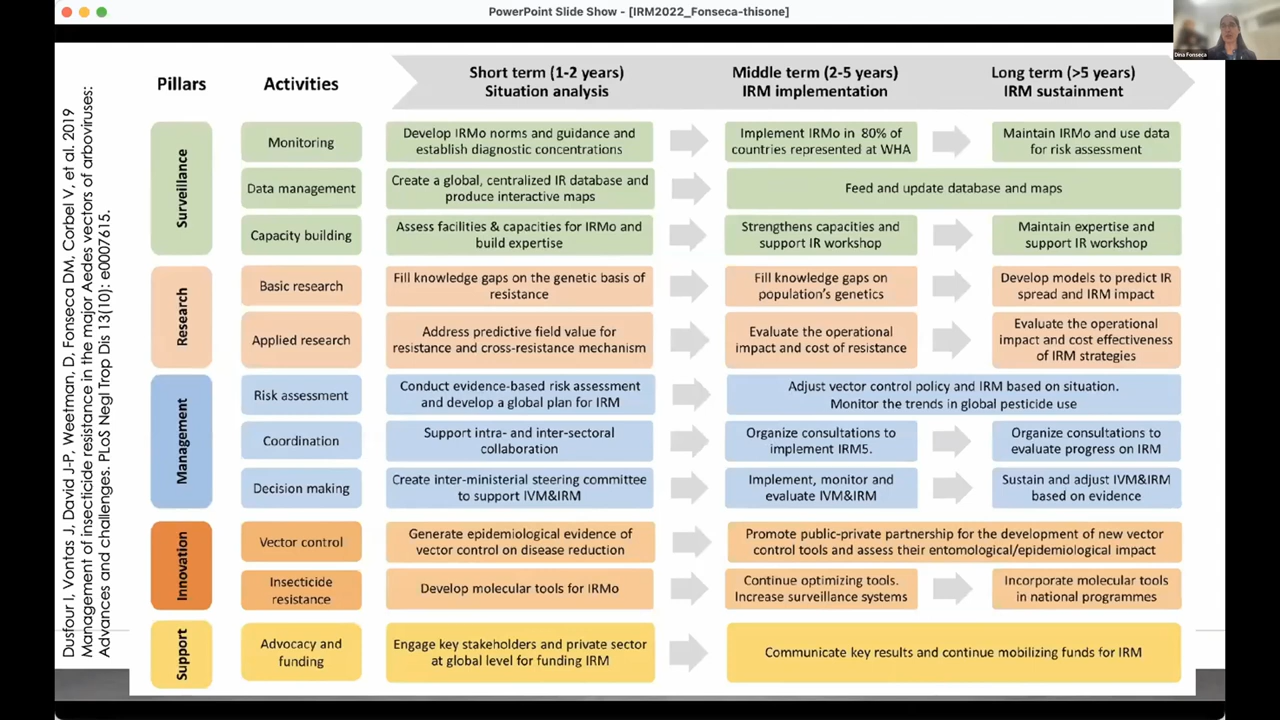 PowerPoint Slide Show - [IRM2022_Fonseca-thisone]
Dina Fonseca
Dusfour I, Vontas J, David J-P, Weetman, D, Fonseca DM, Corbel V, et al. 2019
Management of insecticide resistance in the major Aedes vectors of arboviruses:
Advances and challenges. PLoS Negl Trop Dis 13(10): e0007615.
Pillars
Activities
Short term (1-2 years)
Situation analysis
Middle term (2-5 years)
IRM implementation
Long term (>5 years)
IRM sustainment
Surveillance
Monitoring
Develop IRMo norms and guidance and
establish diagnostic concentrations
Implement IRMo in 80% of
countries represented at WHA
Maintain IRMo and use data
for risk assessment
Data management
Create a global, centralized IR database and
produce interactive maps
Feed and update database and maps
Capacity building
Assess facilities & capacities for IRMo and
build expertise
Strengthens capacities and
support IR workshop
Maintain expertise and
support IR workshop
Research
Basic research
Fill knowledge gaps on the genetic basis of
resistance
Fill knowledge gaps on
population's genetics
Develop models to predict IR
spread and IRM impact
Applied research
Address predictive field value for
resistance and cross-resistance mechanism
Evaluate the operational
impact and cost of resistance
Evaluate the operational
impact and cost effectiveness
of IRM strategies
Management
Risk assessment
Conduct evidence-based risk assessment
and develop a global plan for IRM
Adjust vector control policy and IRM based on situation.
Monitor the trends in global pesticide use
Coordination
Support intra- and inter-sectoral
collaboration
Organize consultations to
implement IRM5.
Organize consultations to
evaluate progress on IRM
Decision making
Create inter-ministerial steering committee
to support IVM&IRM
Implement, monitor and
evaluate IVM&IRM
Sustain and adjust IVM&IRM
based on evidence
Innovation
Vector control
Generate epidemiological evidence of
vector control on disease reduction
Promote public-private partnership for the development of new vector
control tools and assess their entomological/epidemiological impact
Insecticide
resistance
Develop molecular tools for IRMo
Continue optimizing tools.
Increase surveillance systems
Incorporate molecular tools
in national programmes
Support
Advocacy and
funding
Engage key stakeholders and private sector
at global level for funding IRM
Communicate key results and continue mobilizing funds for IRM